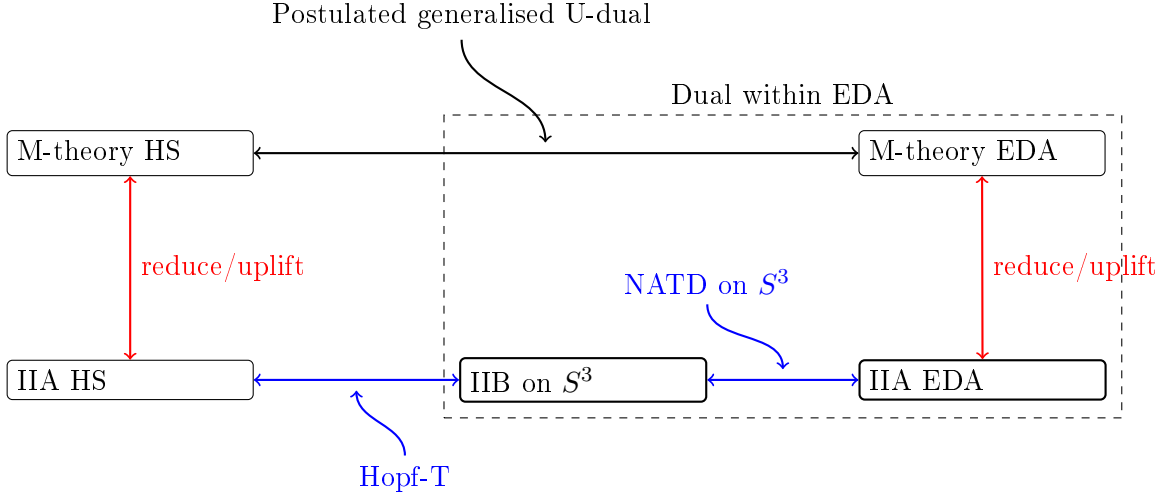 Postulated generalised U-dual
Dual within EDA
M-theory HS
M-theory EDA
reduce/uplift
reduce/uplift
NATD on $S^3$
IIA HS
IIB on $S^3$
IIA EDA
Hopf-T